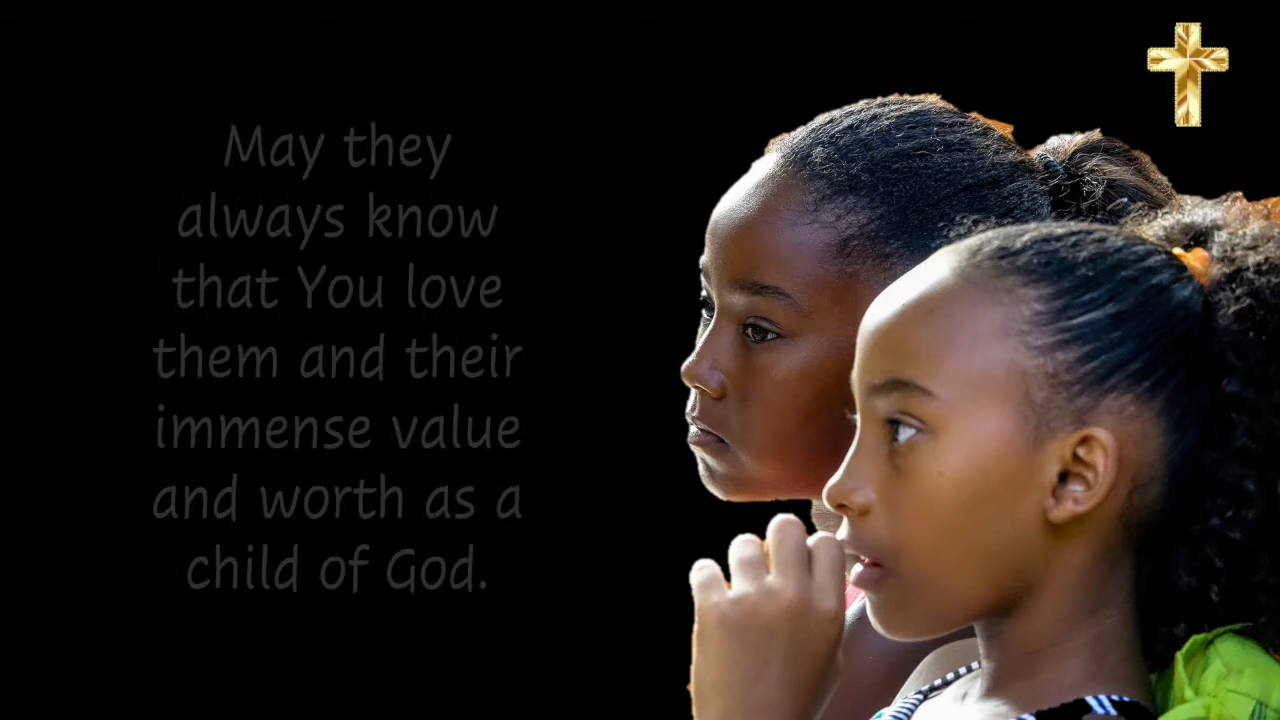 May they
always know
that You love
them and their
immense value
and worth as a
child of God.